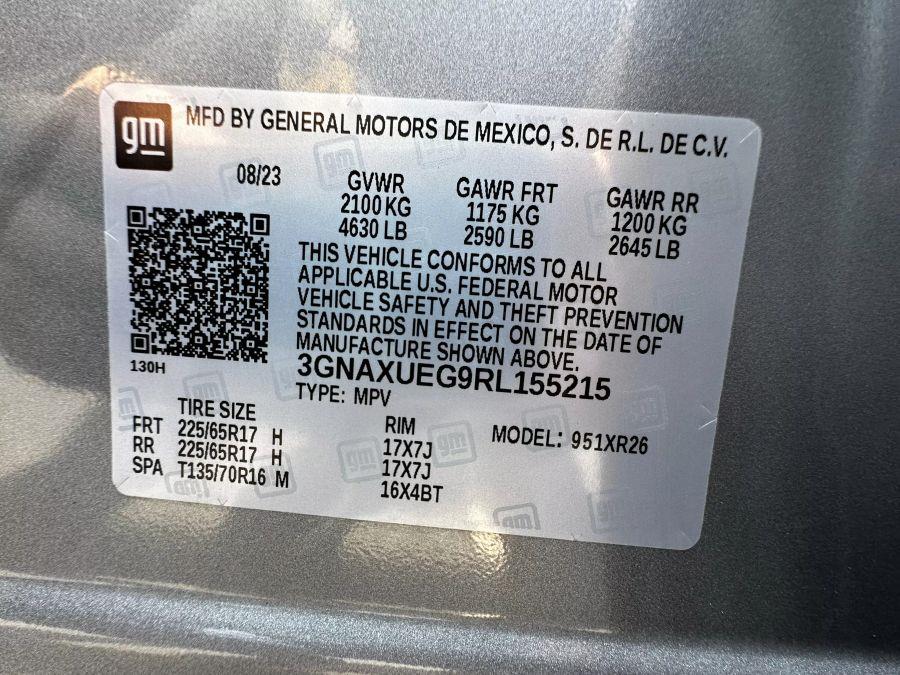 gm MFD BY GENERAL MOTORS DE MEXICO, S. DE R.L. DE C.V.
08/23 GVWR GAWR FRT GAWR RR
2100 KG 1175 KG 1200 KG
4630 LB 2590 LB 2645 LB
THIS VEHICLE CONFORMS TO ALL
APPLICABLE U.S. FEDERAL MOTOR
VEHICLE SAFETY AND THEFT PREVENTION
STANDARDS IN EFFECT ON THE DATE OF
MANUFACTURE SHOWN ABOVE.
130H
3GNAXUEG9RL155215
TYPE: MPV
TIRE SIZE RIM MODEL: 951XR26
FRT 225/65R17 H 17X7J
RR 225/65R17 H 17X7J
SPA T135/70R16 M 16X4BT